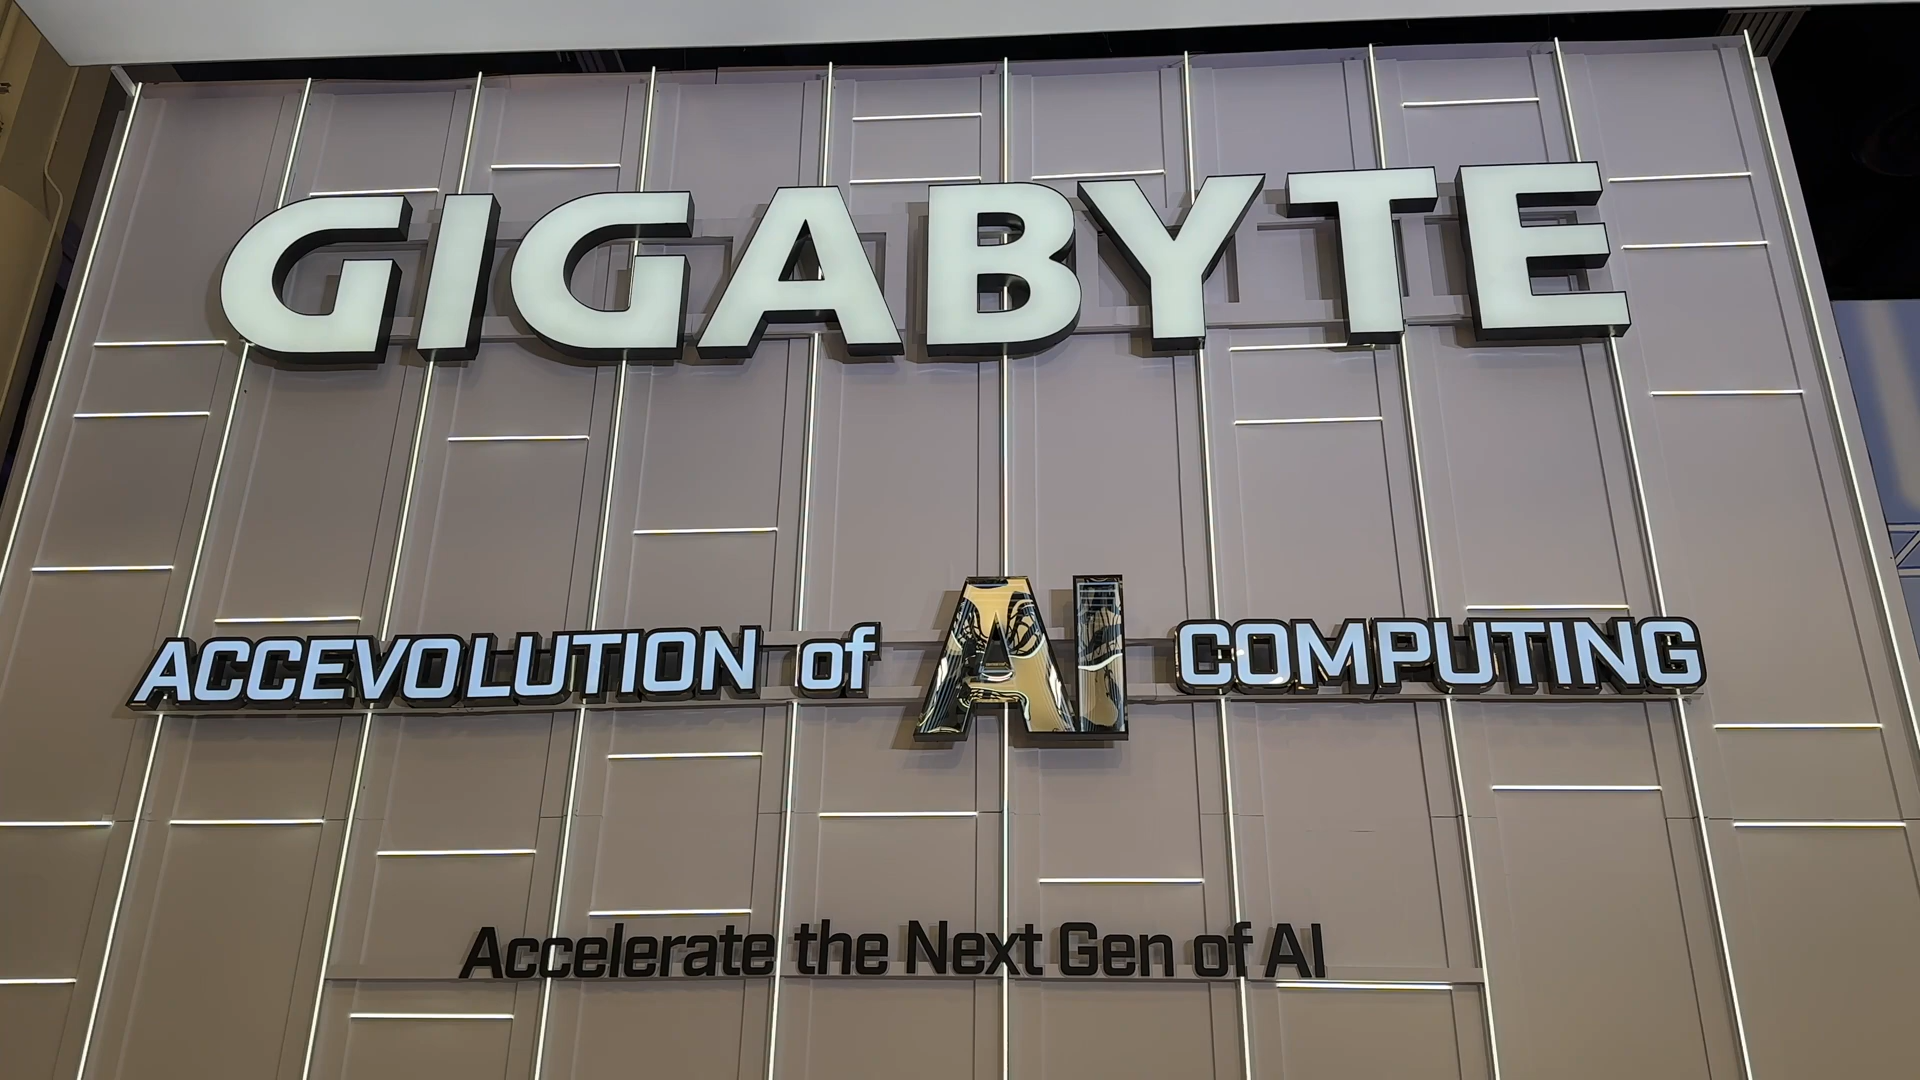 GIGABYTE
ACCEVOLUTION of AI COMPUTING
Accelerate the Next Gen of AI